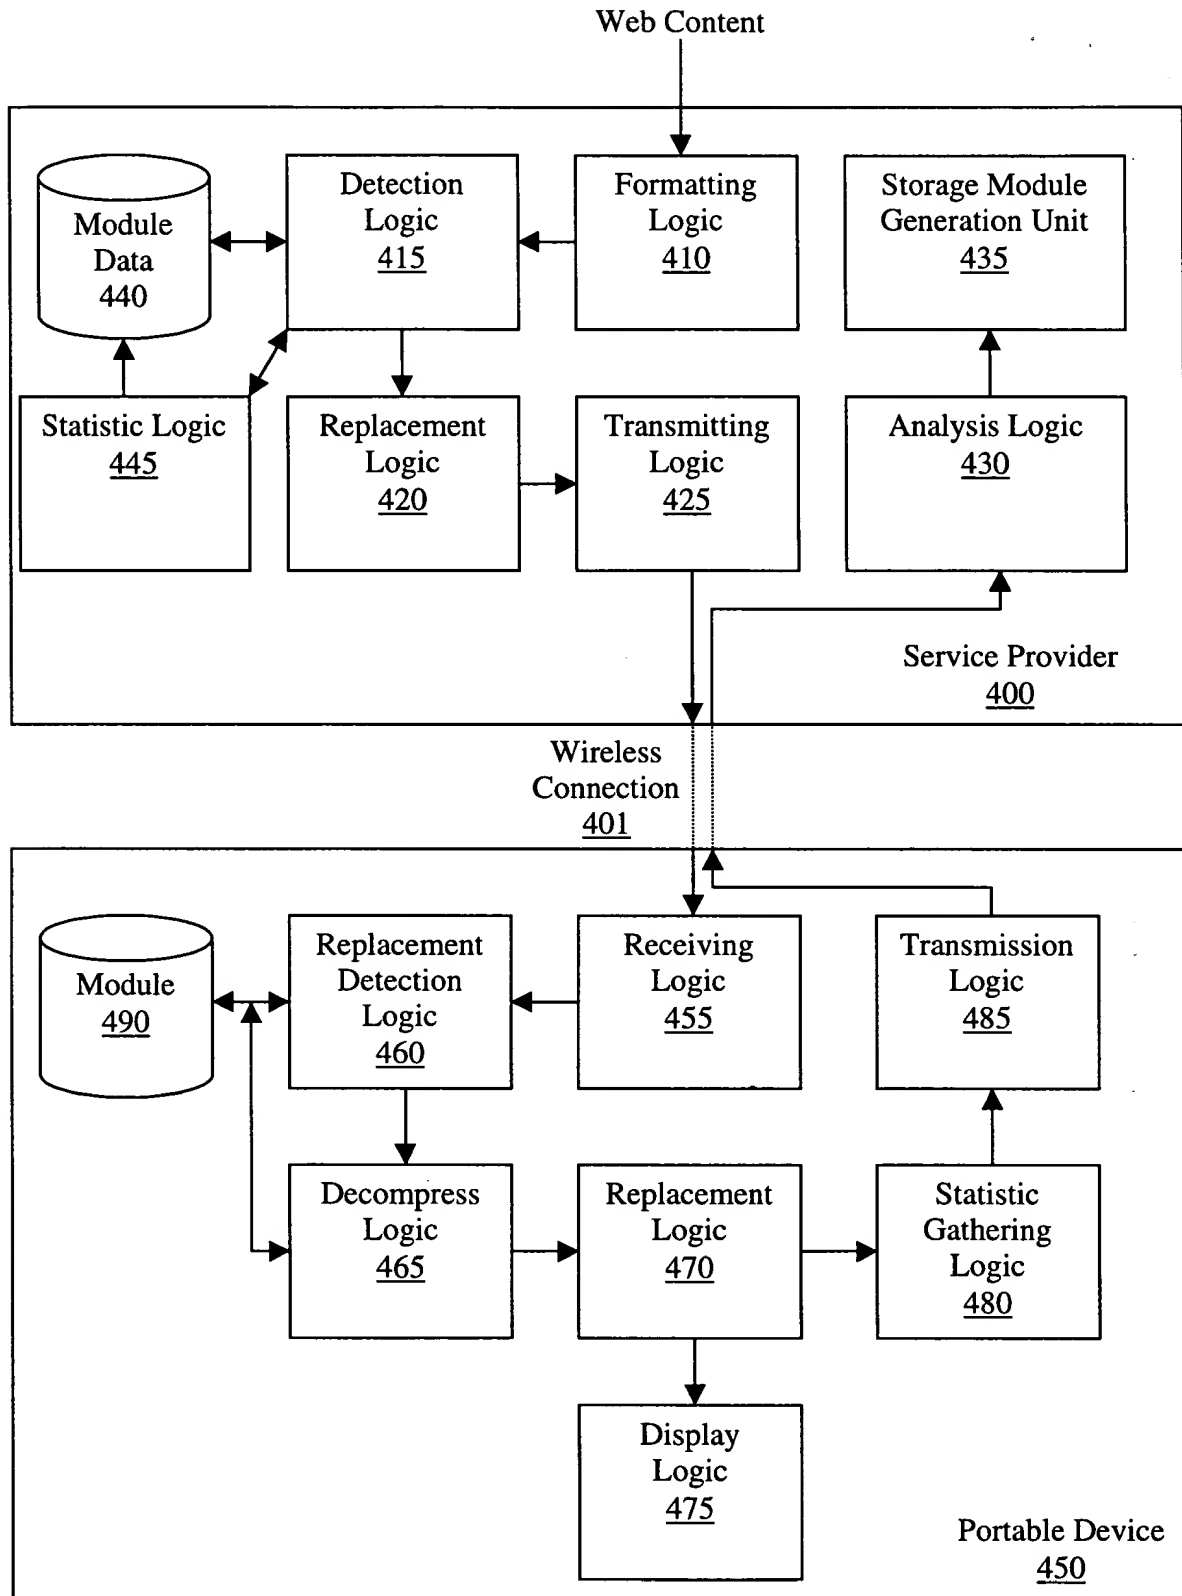 Web Content
Module
Data
440
Detection
Logic
415
Formatting
Logic
410
Storage Module
Generation Unit
435
Statistic Logic
445
Replacement
Logic
420
Transmitting
Logic
425
Analysis Logic
430
Service Provider
400
Wireless
Connection
401
Module
490
Replacement
Detection
Logic
460
Receiving
Logic
455
Transmission
Logic
485
Decompress
Logic
465
Replacement
Logic
470
Statistic
Gathering
Logic
480
Display
Logic
475
Portable Device
450